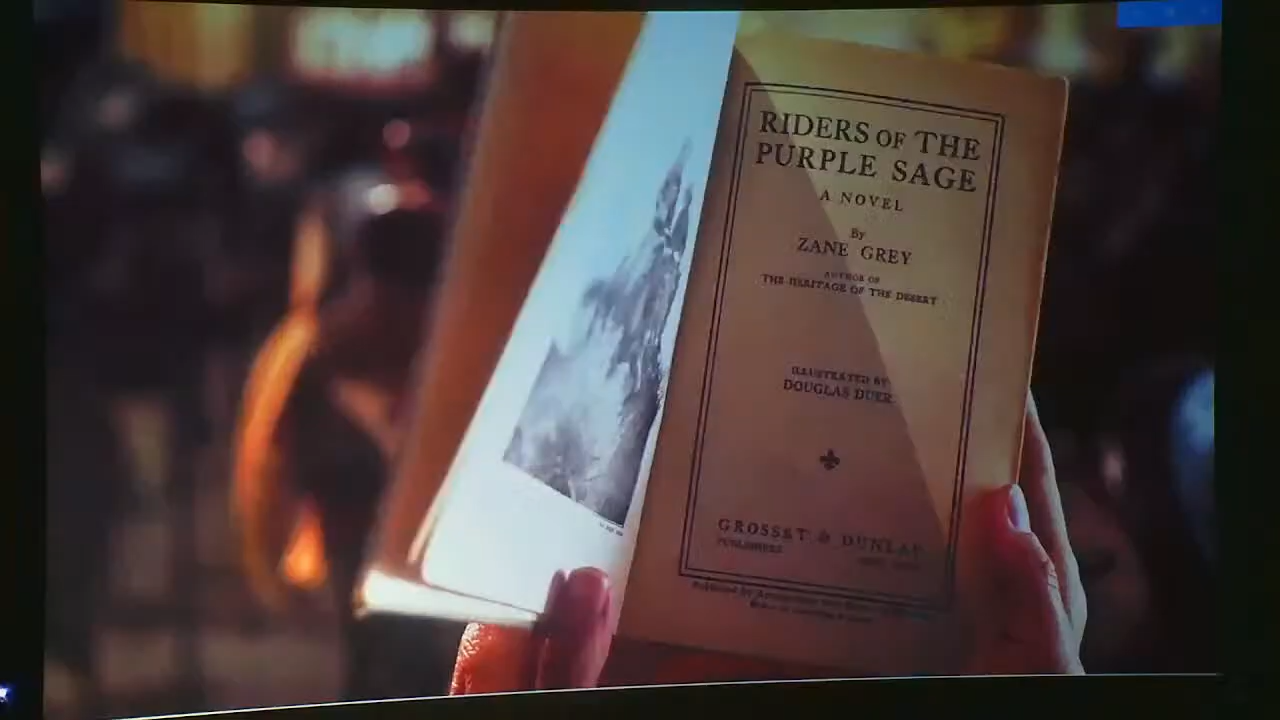 RIDERS OF THE
PURPLE SAGE
A NOVEL
By
ZANE GREY
AUTHOR OF
THE HERITAGE OF THE DESERT
ILLUSTRATED BY
DOUGLAS DUER
GROSSET & DUNLAP
PUBLISHERS